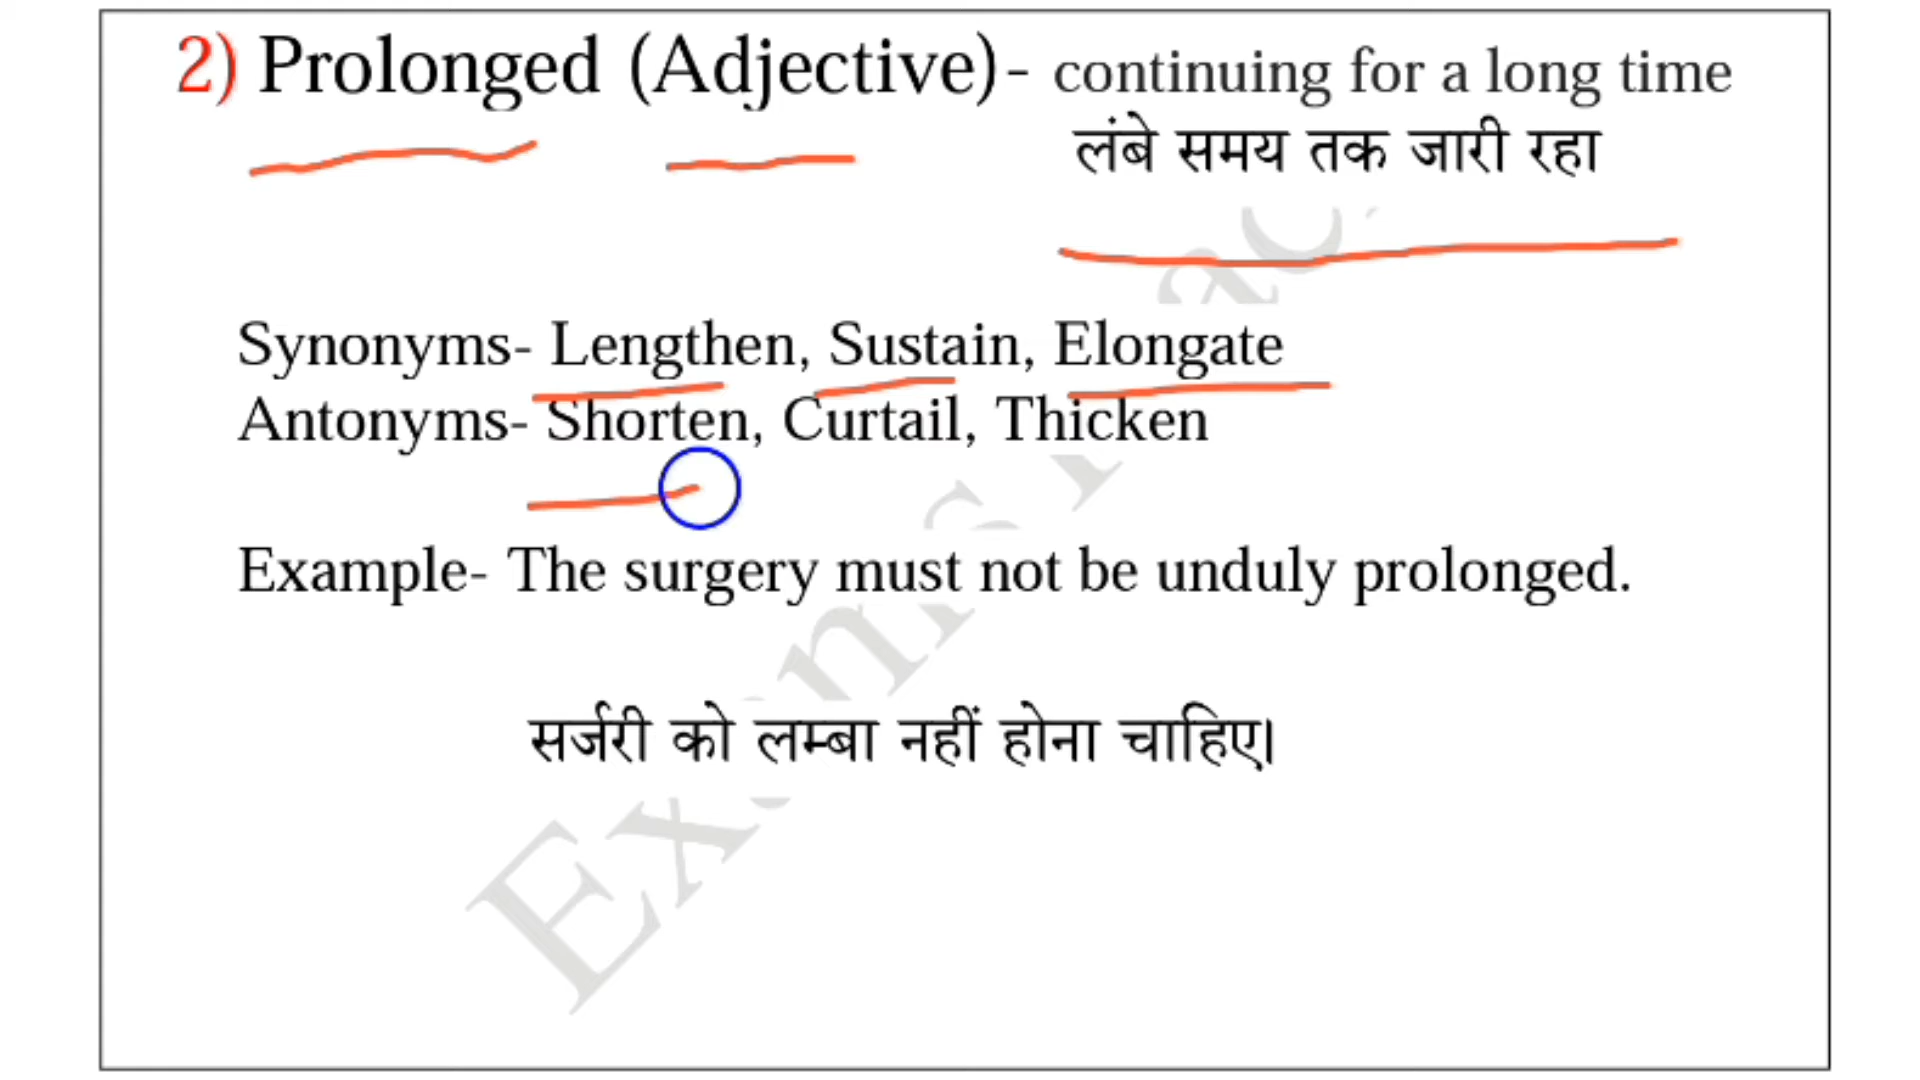 2) Prolonged (Adjective)- continuing for a long time
लंबे समय तक जारी रहा
Synonyms- Lengthen, Sustain, Elongate
Antonyms- Shorten, Curtail, Thicken
Example- The surgery must not be unduly prolonged.
सर्जरी को लम्बा नहीं होना चाहिए।